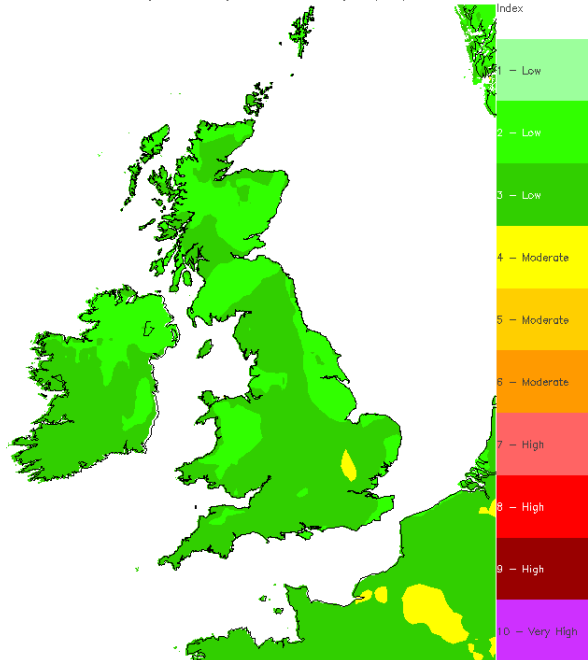 Index
1 - Low
2 - Low
3 - Low
4 - Moderate
5 - Moderate
6 - Moderate
7 - High
8 - High
9 - High
10 - Very High